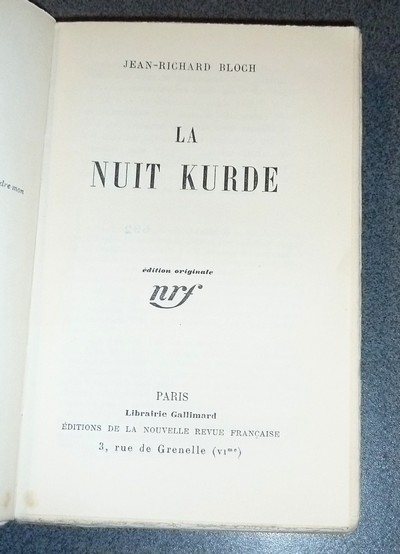 JEAN-RICHARD BLOCH
LA
NUIT KURDE
édition originale
nrf
PARIS
Librairie Gallimard
ÉDITIONS DE LA NOUVELLE REVUE FRANÇAISE
3, rue de Grenelle (VIme)